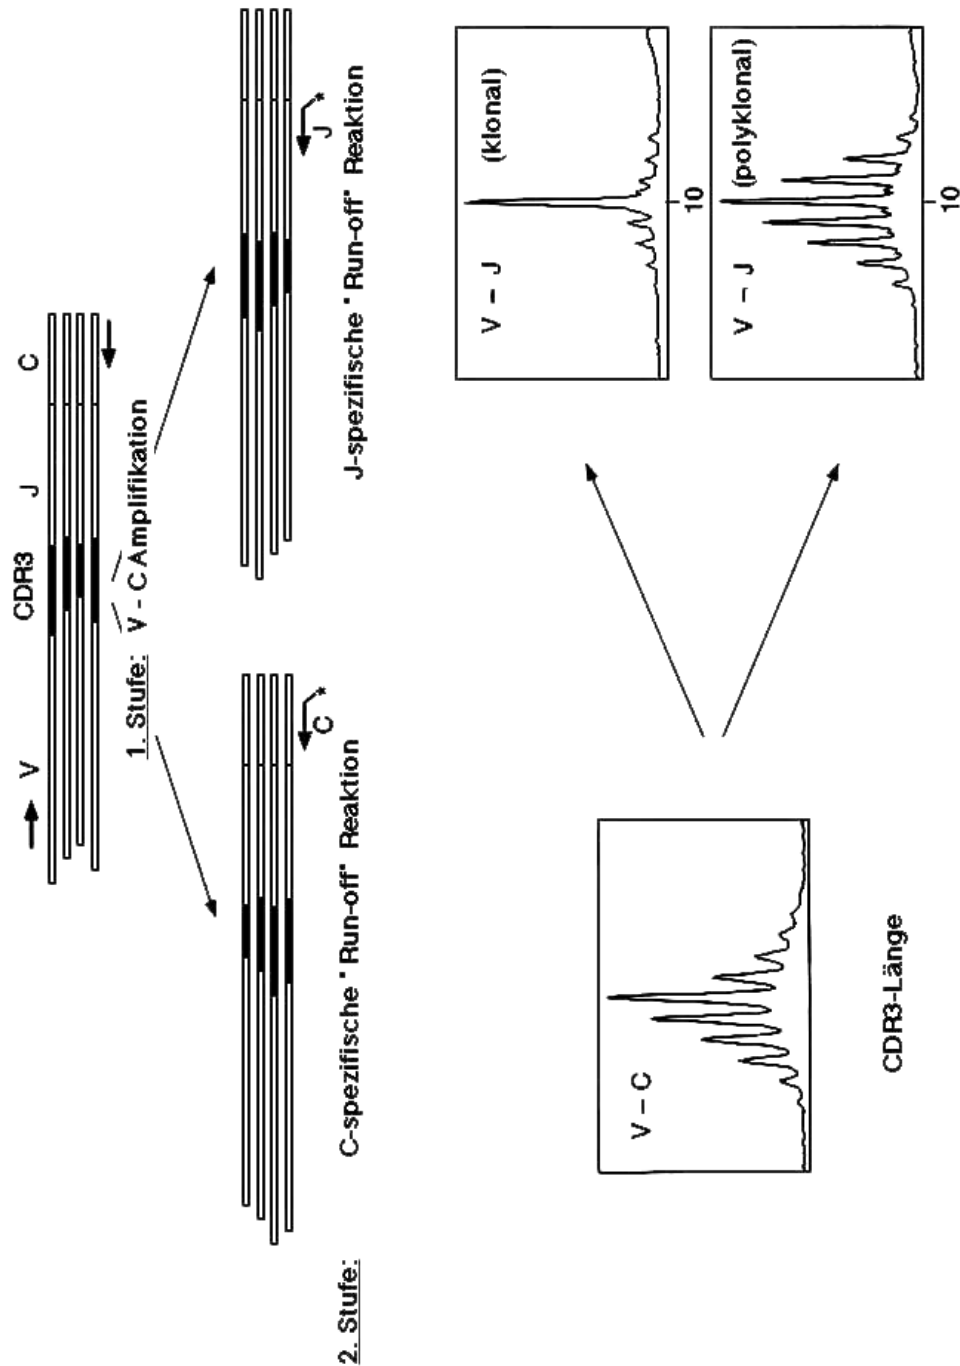 V CDR3 J C
1. Stufe: V - C Amplifikation
C *
J *
2. Stufe:
C-spezifische " Run-off" Reaktion
J-spezifische " Run-off" Reaktion
V - C
CDR3-Länge
V - J (klonal)
10
V - J (polyklonal)
10